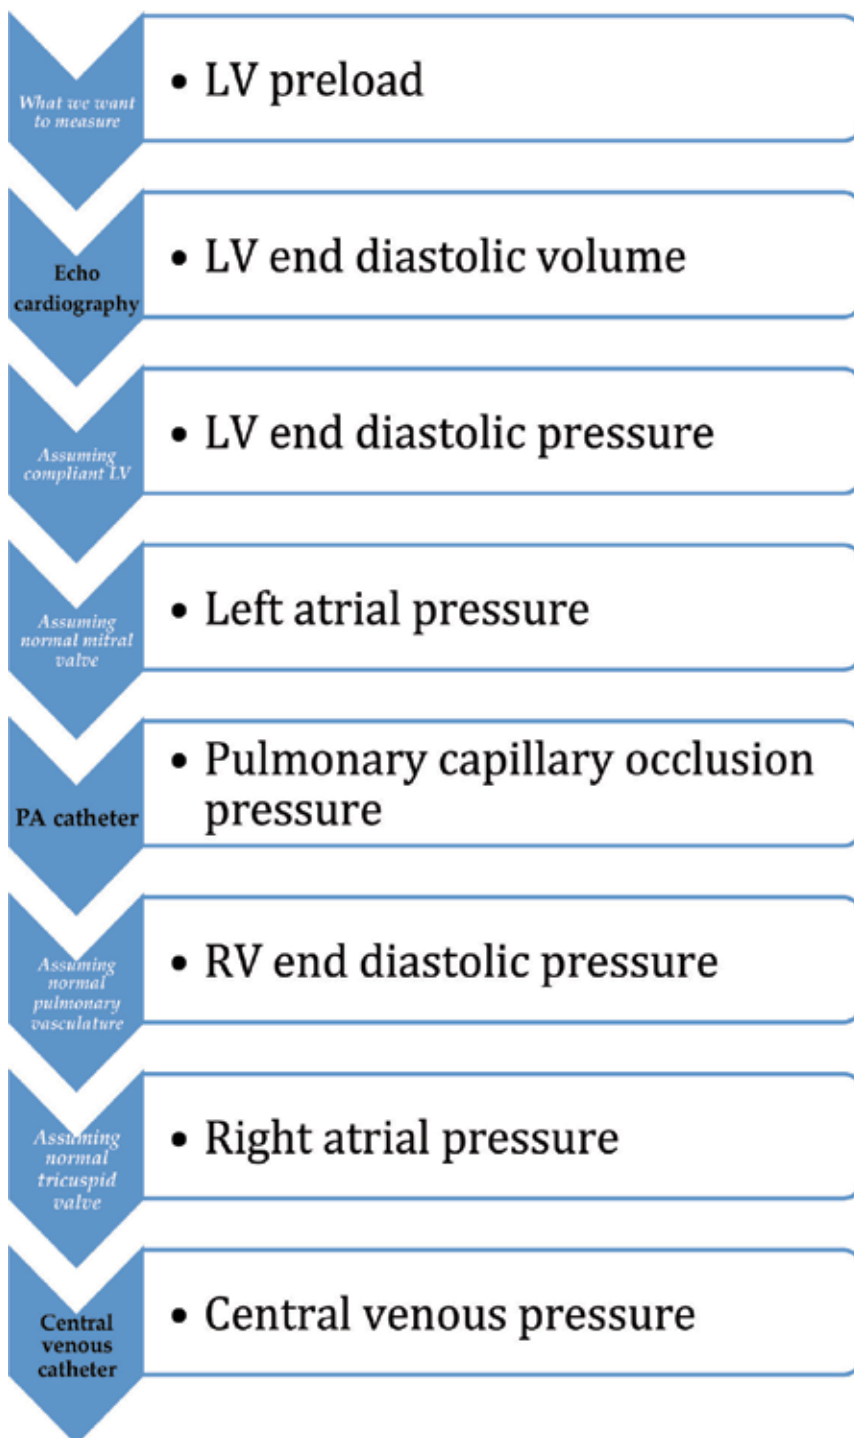 What we want
to measure
• LV preload
Echo
cardiography
• LV end diastolic volume
Assuming
compliant LV
• LV end diastolic pressure
Assuming
normal mitral
valve
• Left atrial pressure
PA catheter
• Pulmonary capillary occlusion
pressure
Assuming
normal
pulmonary
vasculature
• RV end diastolic pressure
Assuming
normal
tricuspid
valve
• Right atrial pressure
Central
venous
catheter
• Central venous pressure